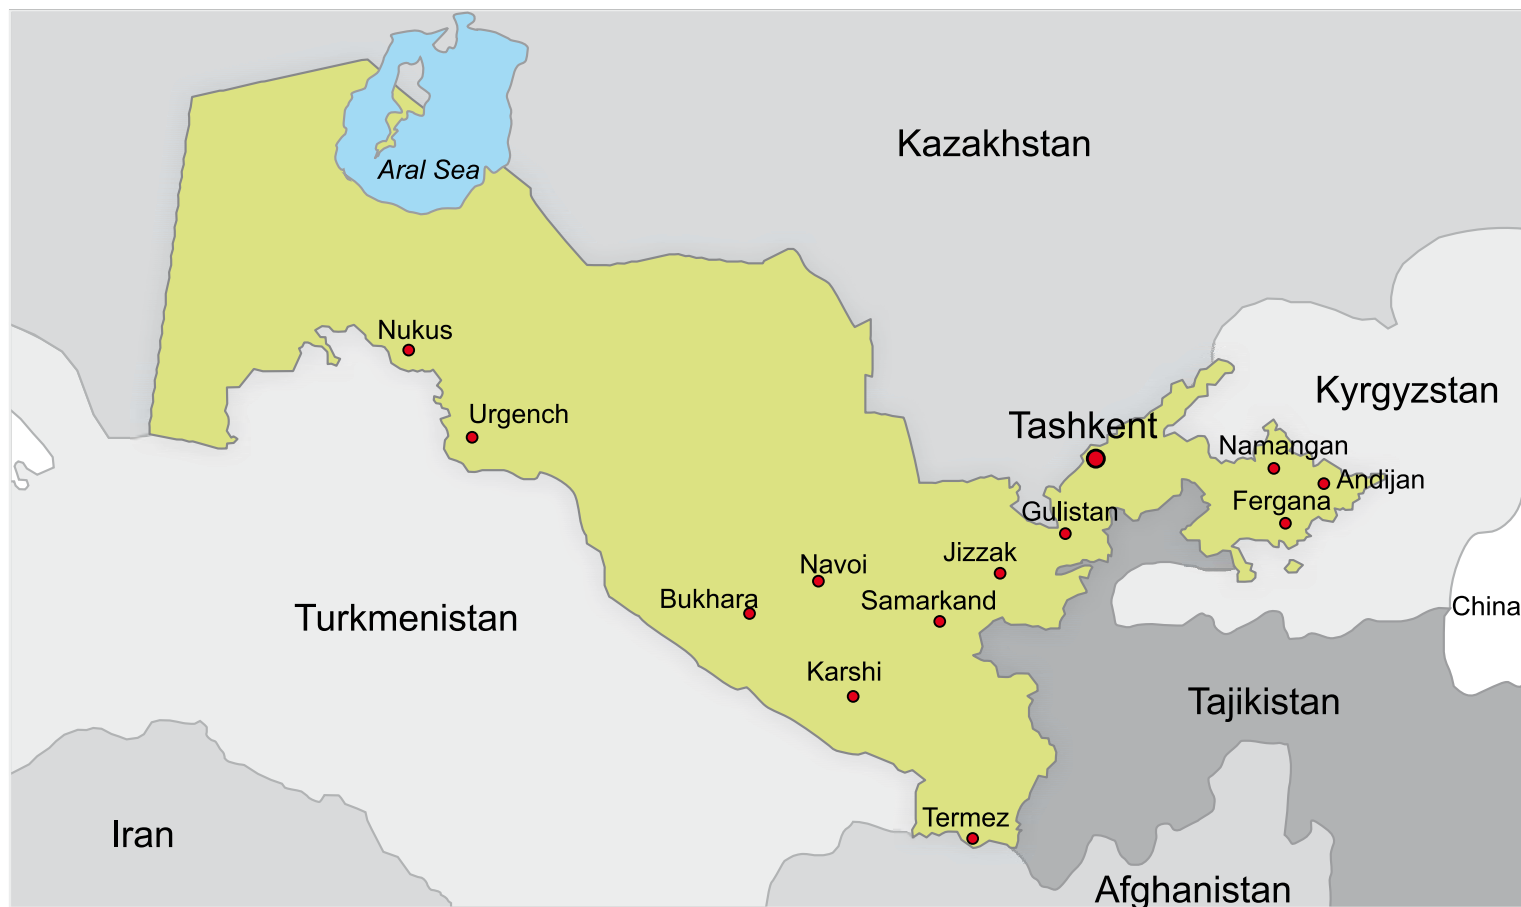 Kazakhstan
Aral Sea
Nukus
Kyrgyzstan
Urgench
Tashkent
Namangan
Andijan
Fergana
Gulistan
Jizzak
Navoi
Bukhara
Samarkand
China
Turkmenistan
Karshi
Tajikistan
Termez
Iran
Afghanistan